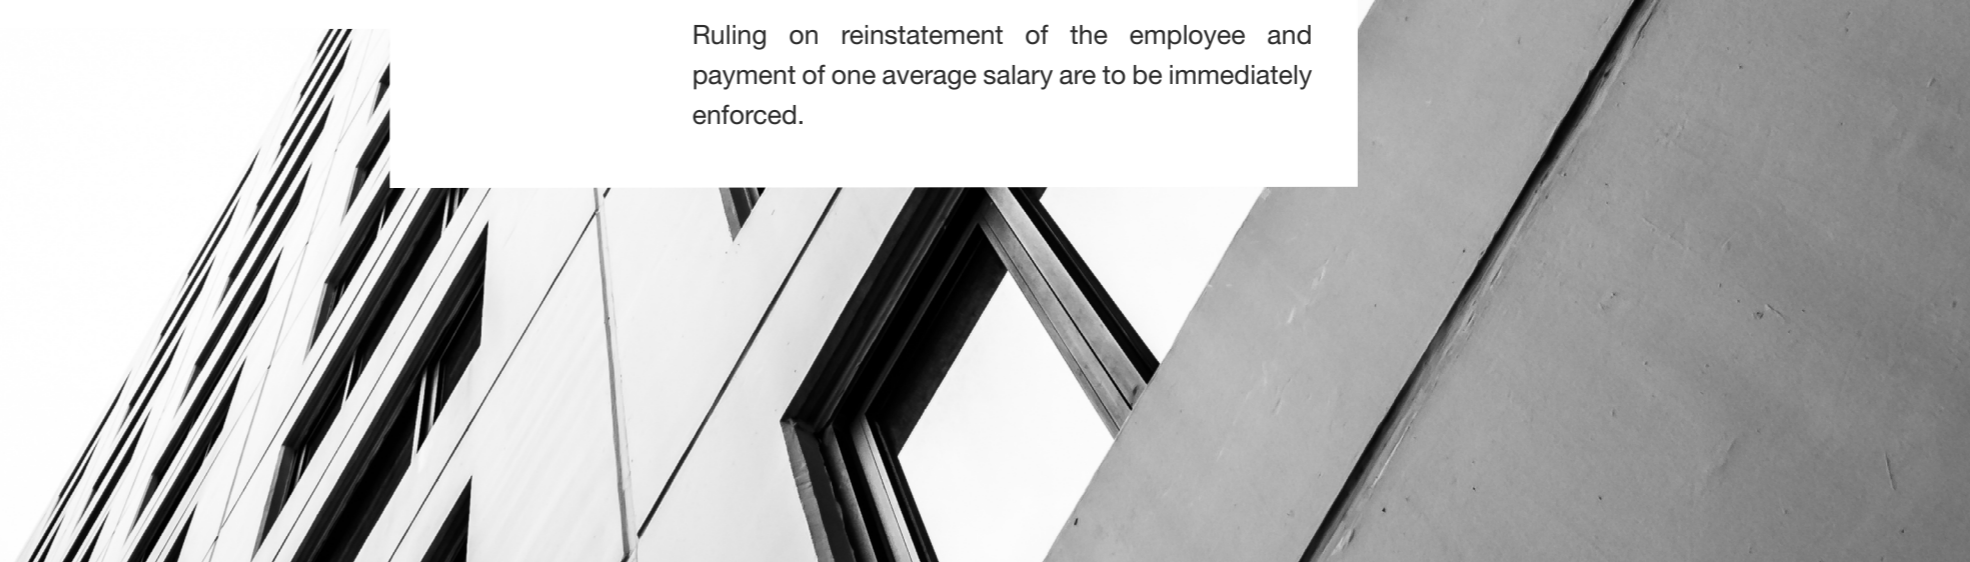 Ruling on reinstatement of the employee and
payment of one average salary are to be immediately
enforced.